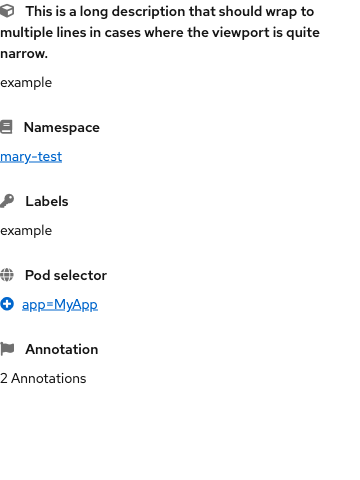 This is a long description that should wrap to
multiple lines in cases where the viewport is quite
narrow.
example
Namespace
mary-test
Labels
example
Pod selector
app=MyApp
Annotation
2 Annotations